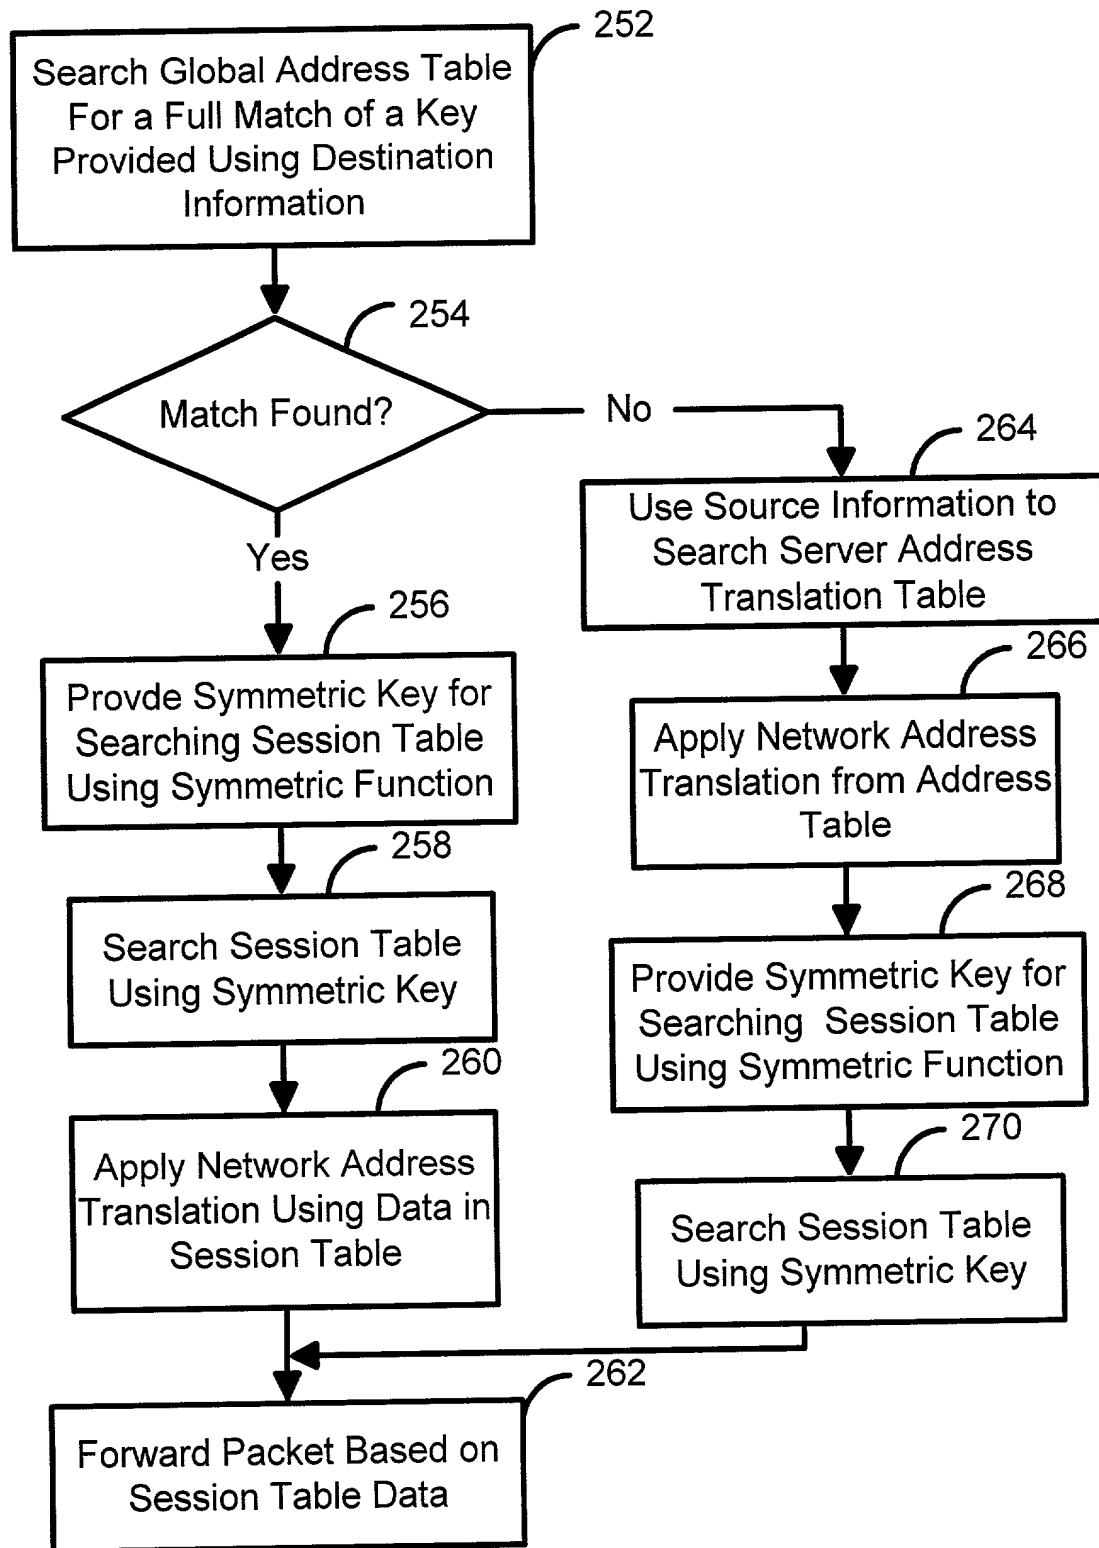 252
Search Global Address Table
For a Full Match of a Key
Provided Using Destination
Information
254
Match Found?
No
Yes
264
Use Source Information to
Search Server Address
Translation Table
256
Provde Symmetric Key for
Searching Session Table
Using Symmetric Function
266
Apply Network Address
Translation from Address
Table
258
Search Session Table
Using Symmetric Key
268
Provide Symmetric Key for
Searching Session Table
Using Symmetric Function
260
Apply Network Address
Translation Using Data in
Session Table
270
Search Session Table
Using Symmetric Key
262
Forward Packet Based on
Session Table Data